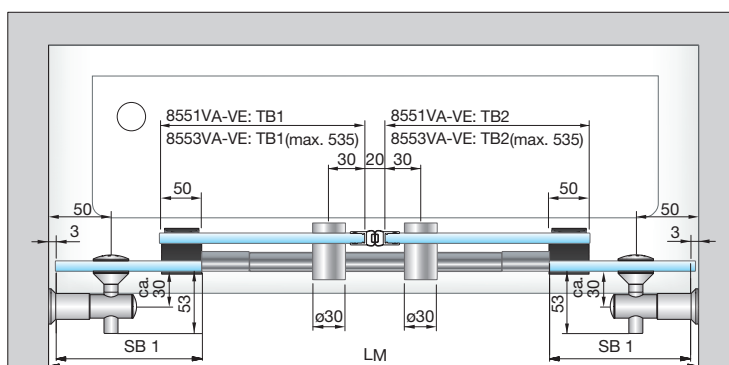 8551VA-VE: TB1
8551VA-VE: TB2
8553VA-VE: TB1(max. 535)
8553VA-VE: TB2(max. 535)
30 20 30
50
50
50
50
3
3
ca. 30
53
53
ca. 30
ø30
ø30
SB 1
SB 1
LM